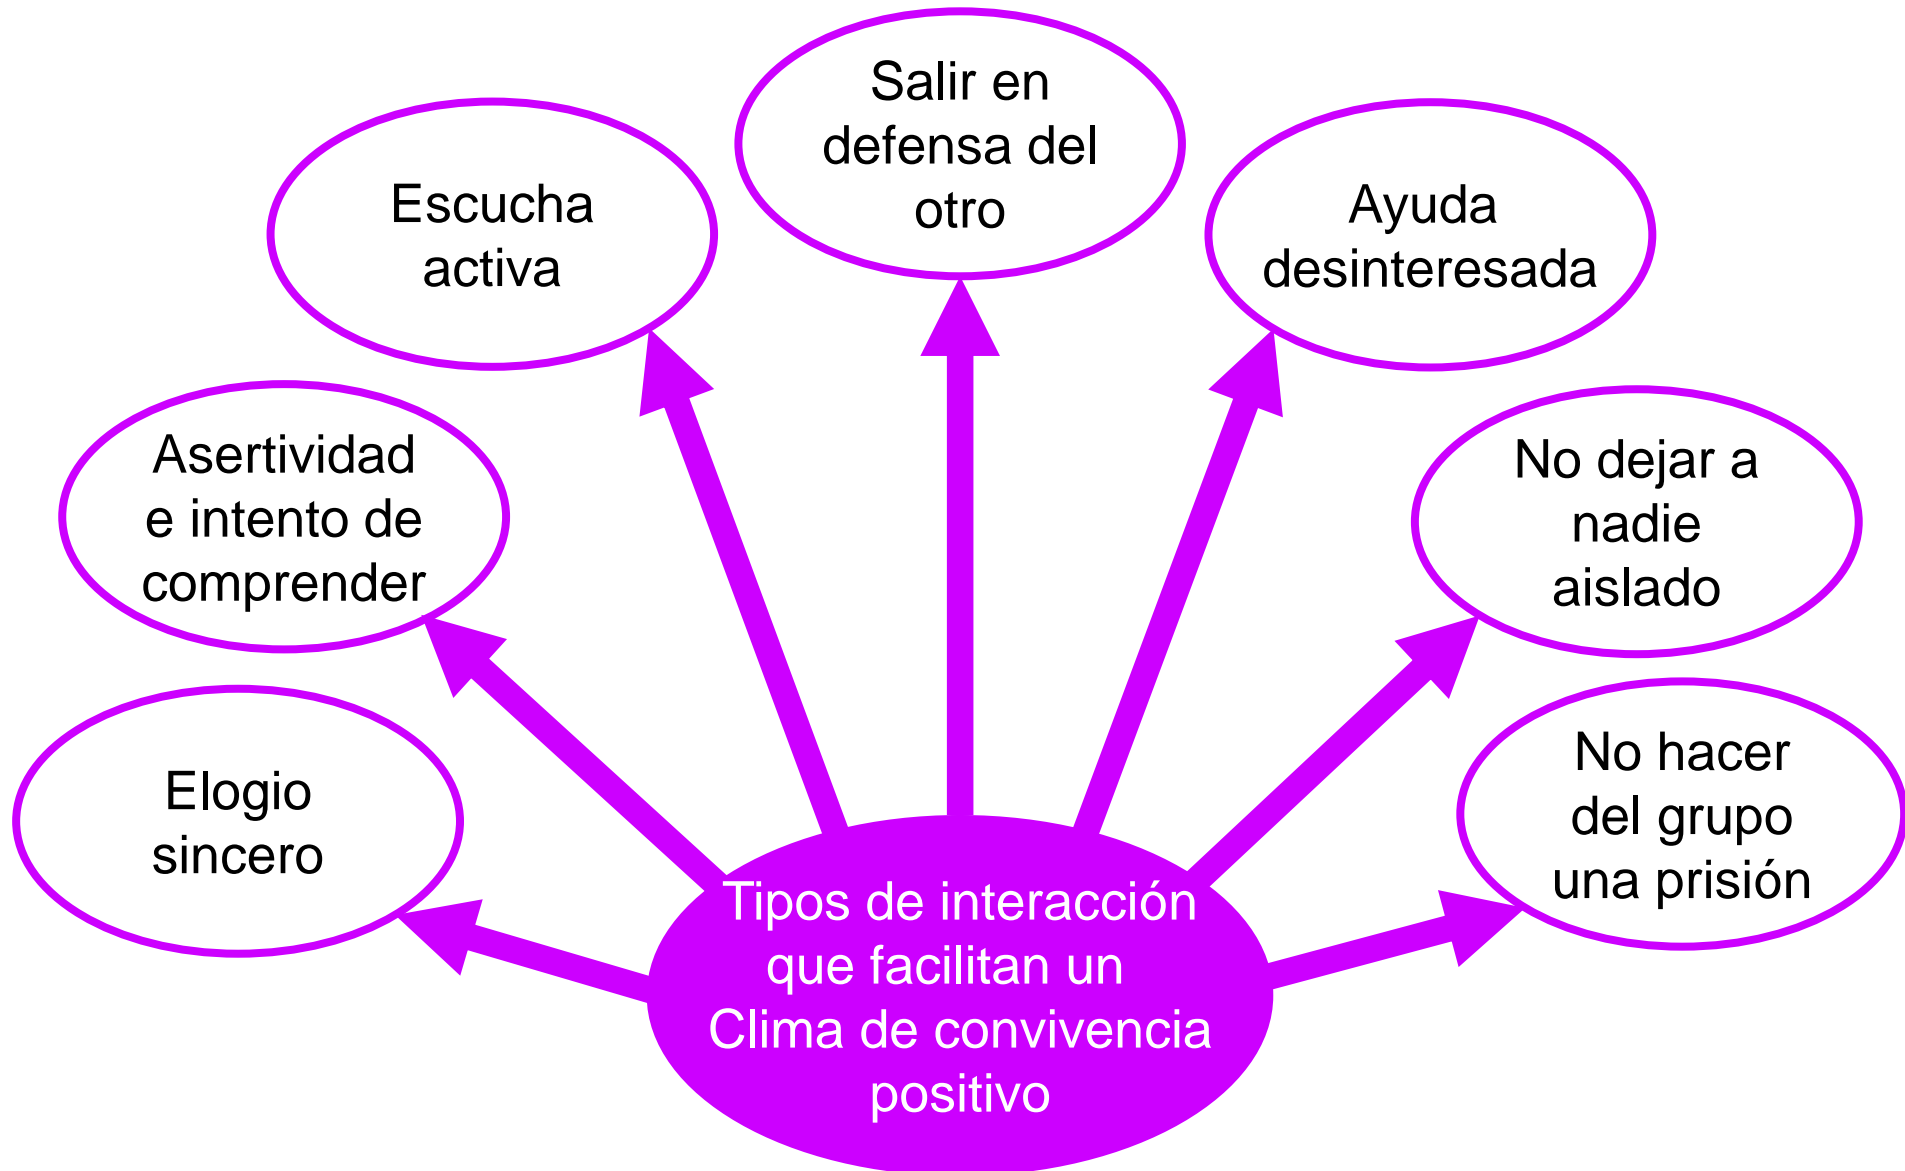 Salir en
defensa del
otro
Escucha
activa
Ayuda
desinteresada
Asertividad
e intento de
comprender
No dejar a
nadie
aislado
Elogio
sincero
No hacer
del grupo
una prisión
Tipos de interacción
que facilitan un
Clima de convivencia
positivo